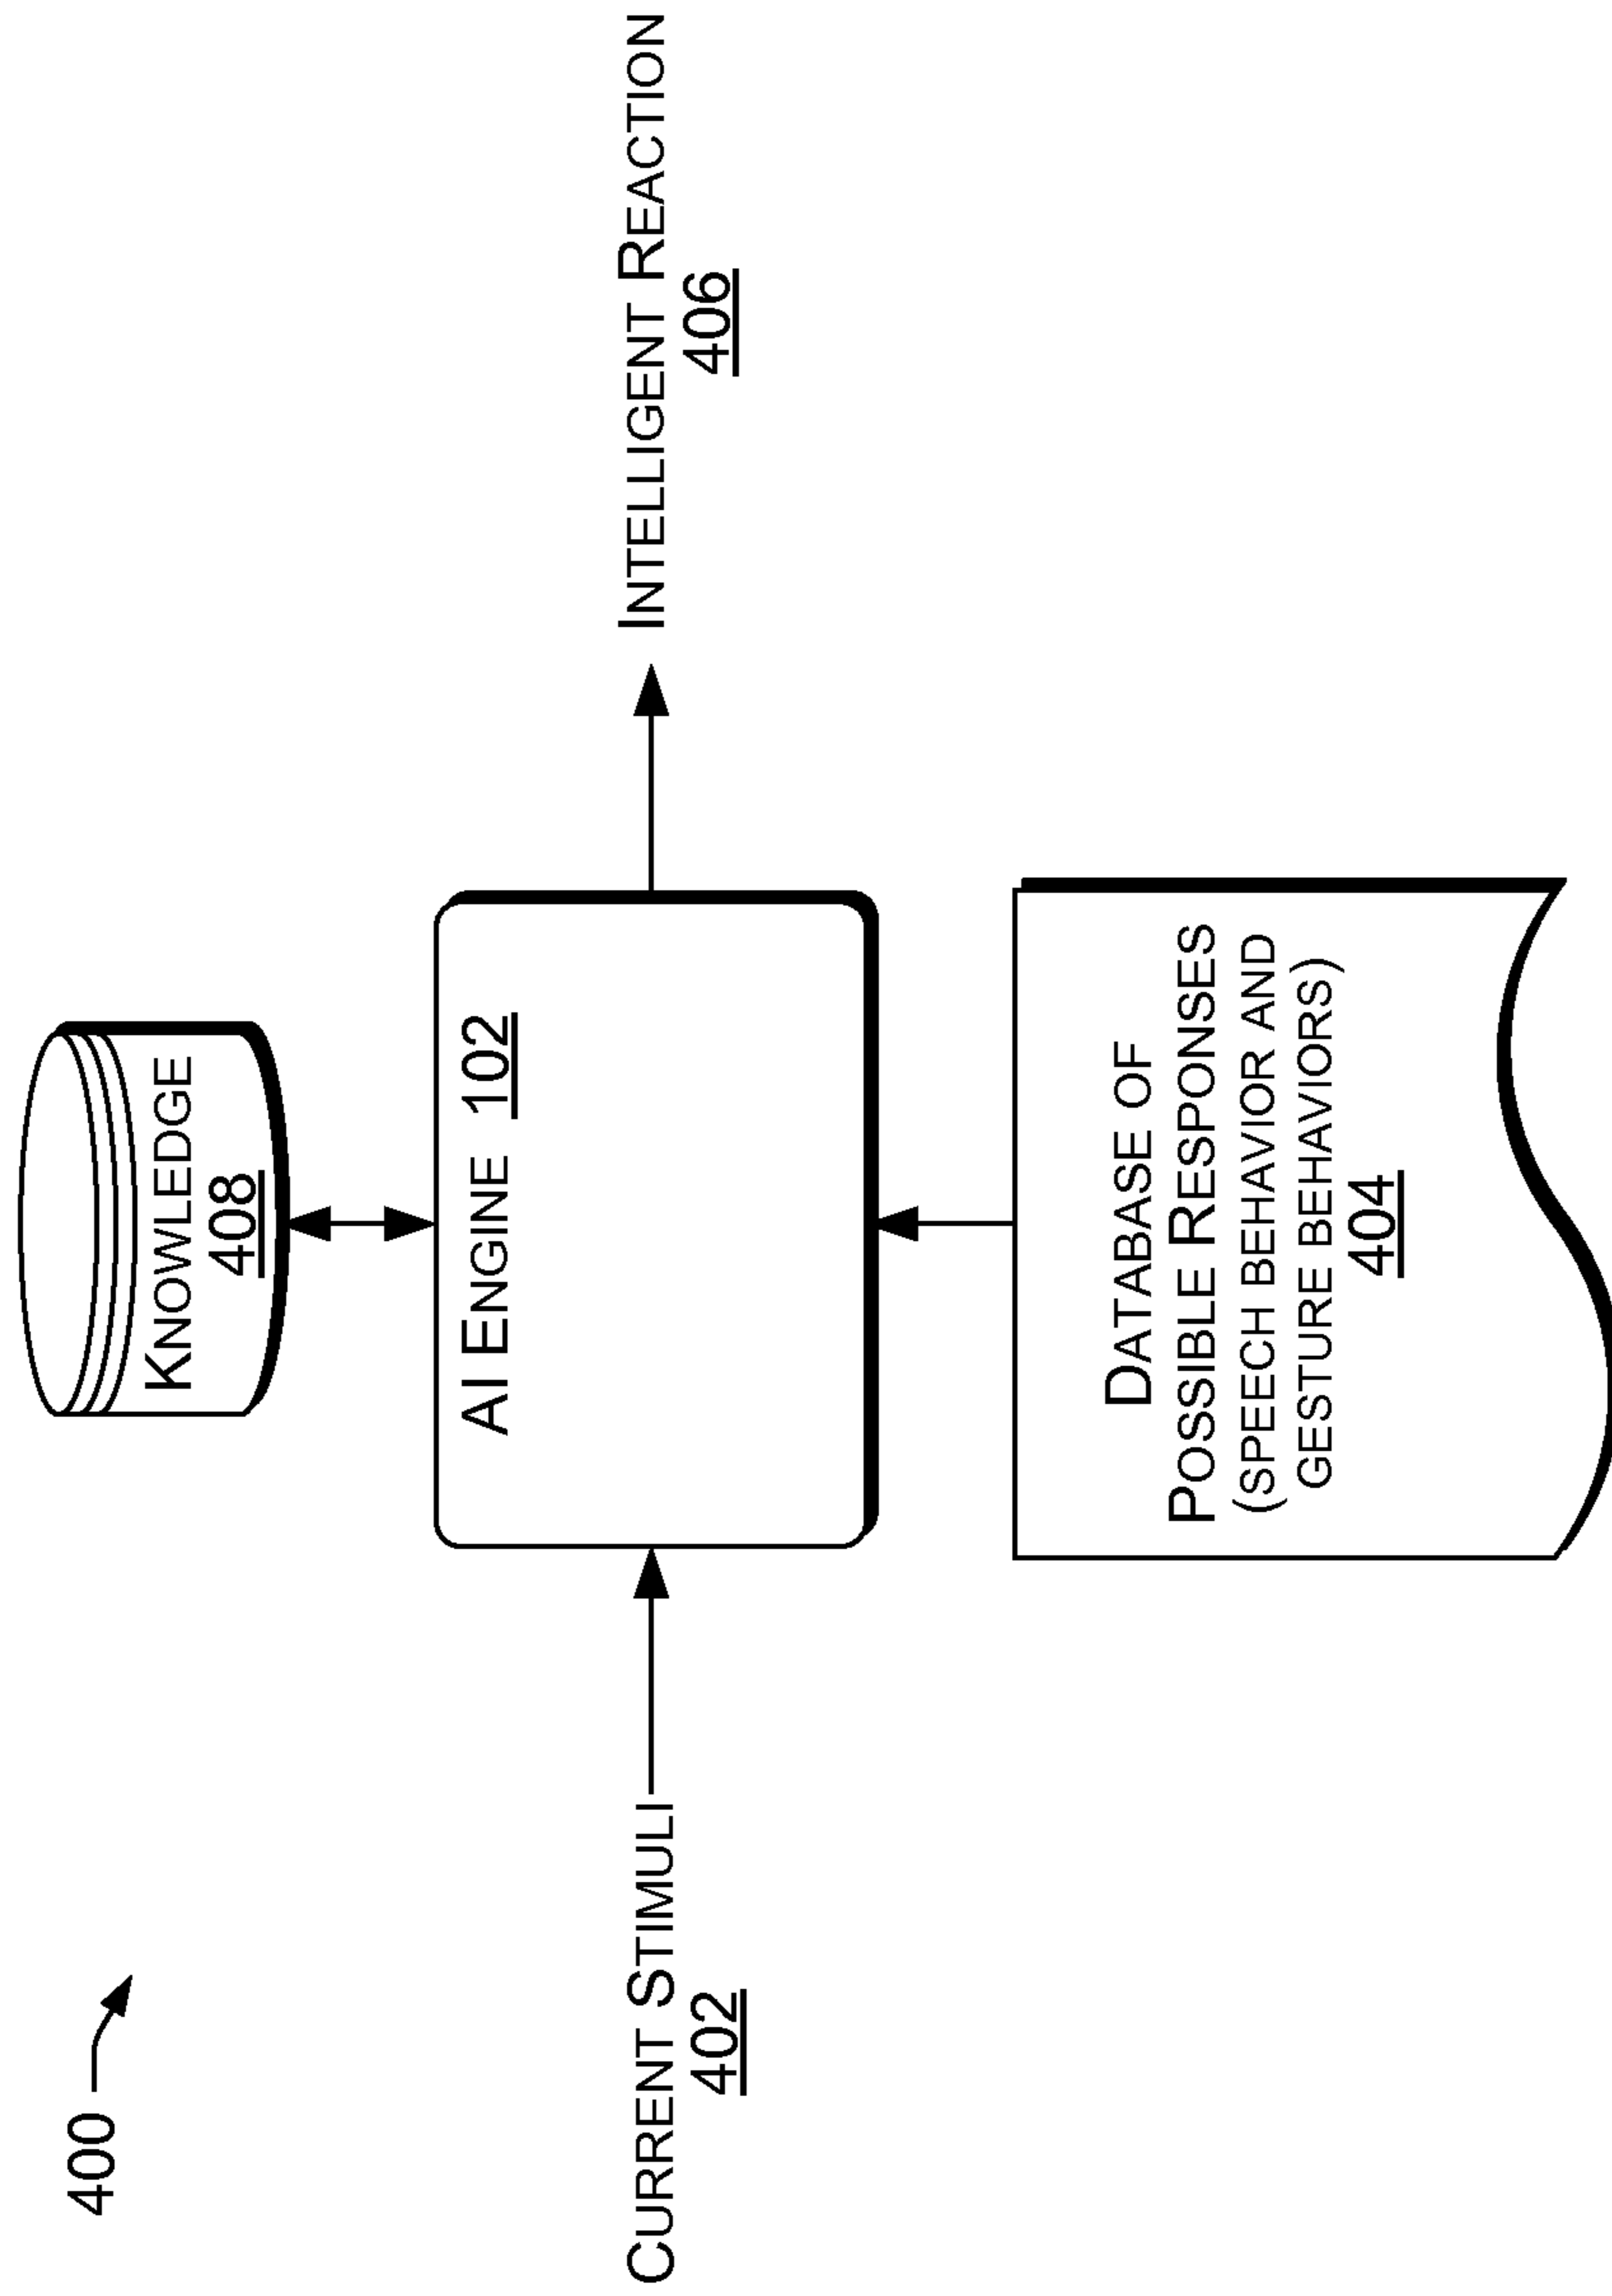 400
KNOWLEDGE
408
AI ENGINE 102
CURRENT STIMULI
402
INTELLIGENT REACTION
406
DATABASE OF
POSSIBLE RESPONSES
(SPEECH BEHAVIOR AND
GESTURE BEHAVIORS)
404